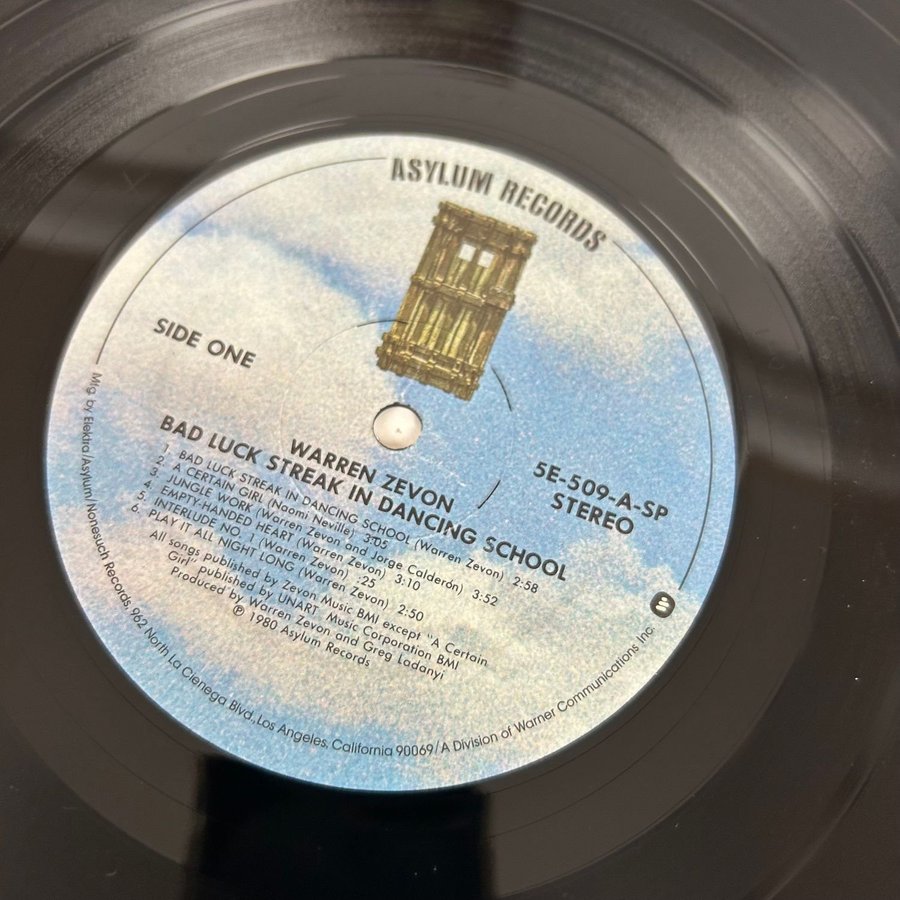 ASYLUM RECORDS
SIDE ONE
5E-509-A-SP
STEREO
WARREN ZEVON
BAD LUCK STREAK IN DANCING SCHOOL
1. BAD LUCK STREAK IN DANCING SCHOOL (Warren Zevon) 2:58
2. A CERTAIN GIRL (Naomi Neville) 3:05
3. JUNGLE WORK (Warren Zevon and Jorge Calderón) 3:52
4. EMPTY-HANDED HEART (Warren Zevon) 3:10
5. INTERLUDE NO. 1 (Warren Zevon) :25
6. PLAY IT ALL NIGHT LONG (Warren Zevon) 2:50
All songs published by Zevon Music BMI except "A Certain
Girl" published by UNART Music Corporation BMI
Produced by Warren Zevon and Greg Ladanyi
℗ 1980 Asylum Records
Mfg by Elektra/Asylum/Nonesuch Records 962 North La Cienega Blvd., Los Angeles, California 90069/A Division of Warner Communications Inc.